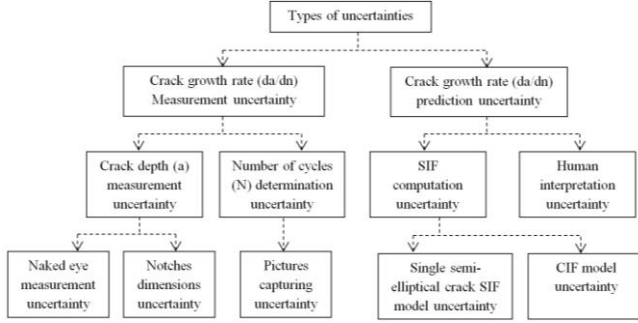 Types of uncertainties
Crack growth rate (da/dn)
Measurement uncertainty
Crack growth rate (da/dn)
prediction uncertainty
Crack depth (a)
measurement
uncertainty
Number of cycles
(N) determination
uncertainty
SIF
computation
uncertainty
Human
interpretation
uncertainty
Naked eye
measurement
uncertainty
Notches
dimensions
uncertainty
Pictures
capturing
uncertainty
Single semi-
elliptical crack SIF
model uncertainty
CIF model
uncertainty